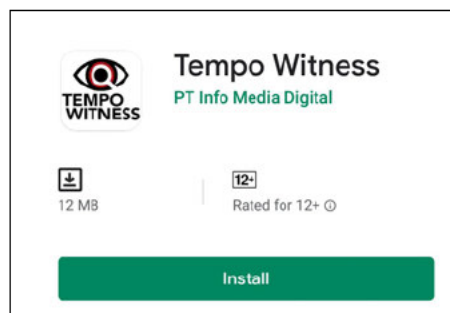 TEMPO
WITNESS
Tempo Witness
PT Info Media Digital
12 MB
12+
Rated for 12+
Install